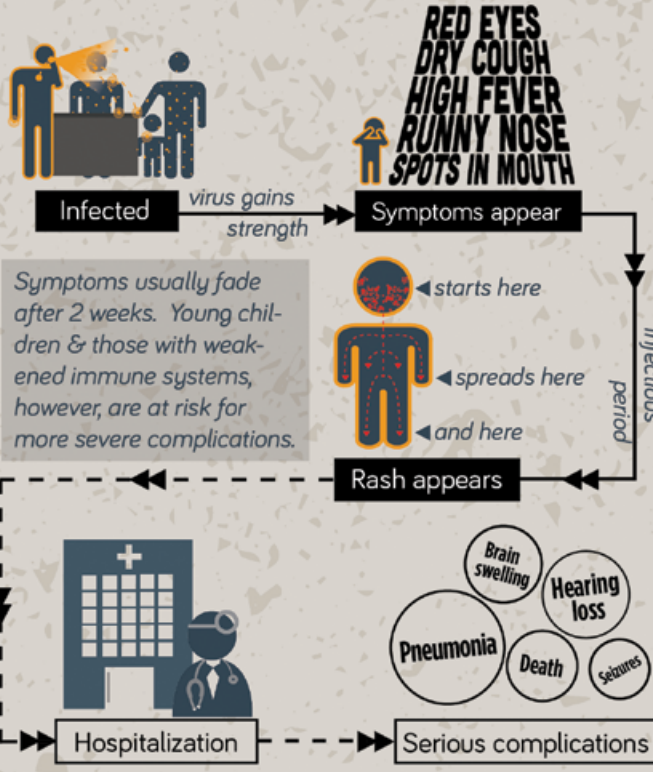 RED EYES
DRY COUGH
HIGH FEVER
RUNNY NOSE
SPOTS IN MOUTH
Infected
virus gains
strength
Symptoms appear
Symptoms usually fade
after 2 weeks. Young chil-
dren & those with weak-
ened immune systems,
however, are at risk for
more severe complications.
starts here
spreads here
and here
infectious
period
Rash appears
Brain
swelling
Hearing
loss
Pneumonia
Death
Seizures
Hospitalization
Serious complications